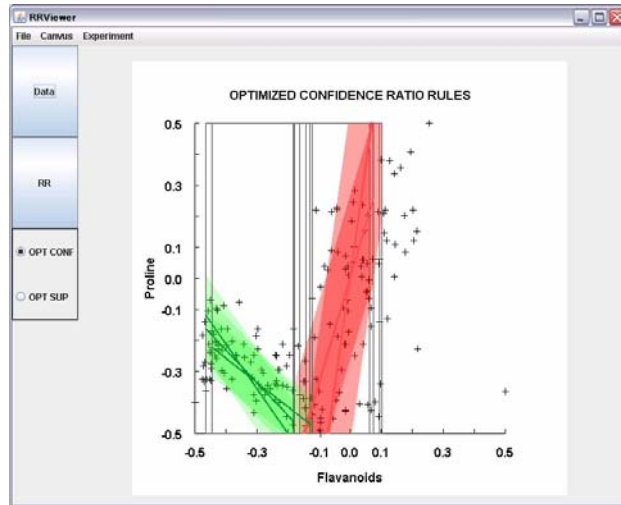 RRViewer
File Canvus Experiment
Data
RR
OPT CONF
OPT SUP
OPTIMIZED CONFIDENCE RATIO RULES
Proline
0.5
0.3
0.1
0.0
-0.1
-0.3
-0.5
-0.5 -0.3 -0.1 0.0 0.1 0.3 0.5
Flavanoids